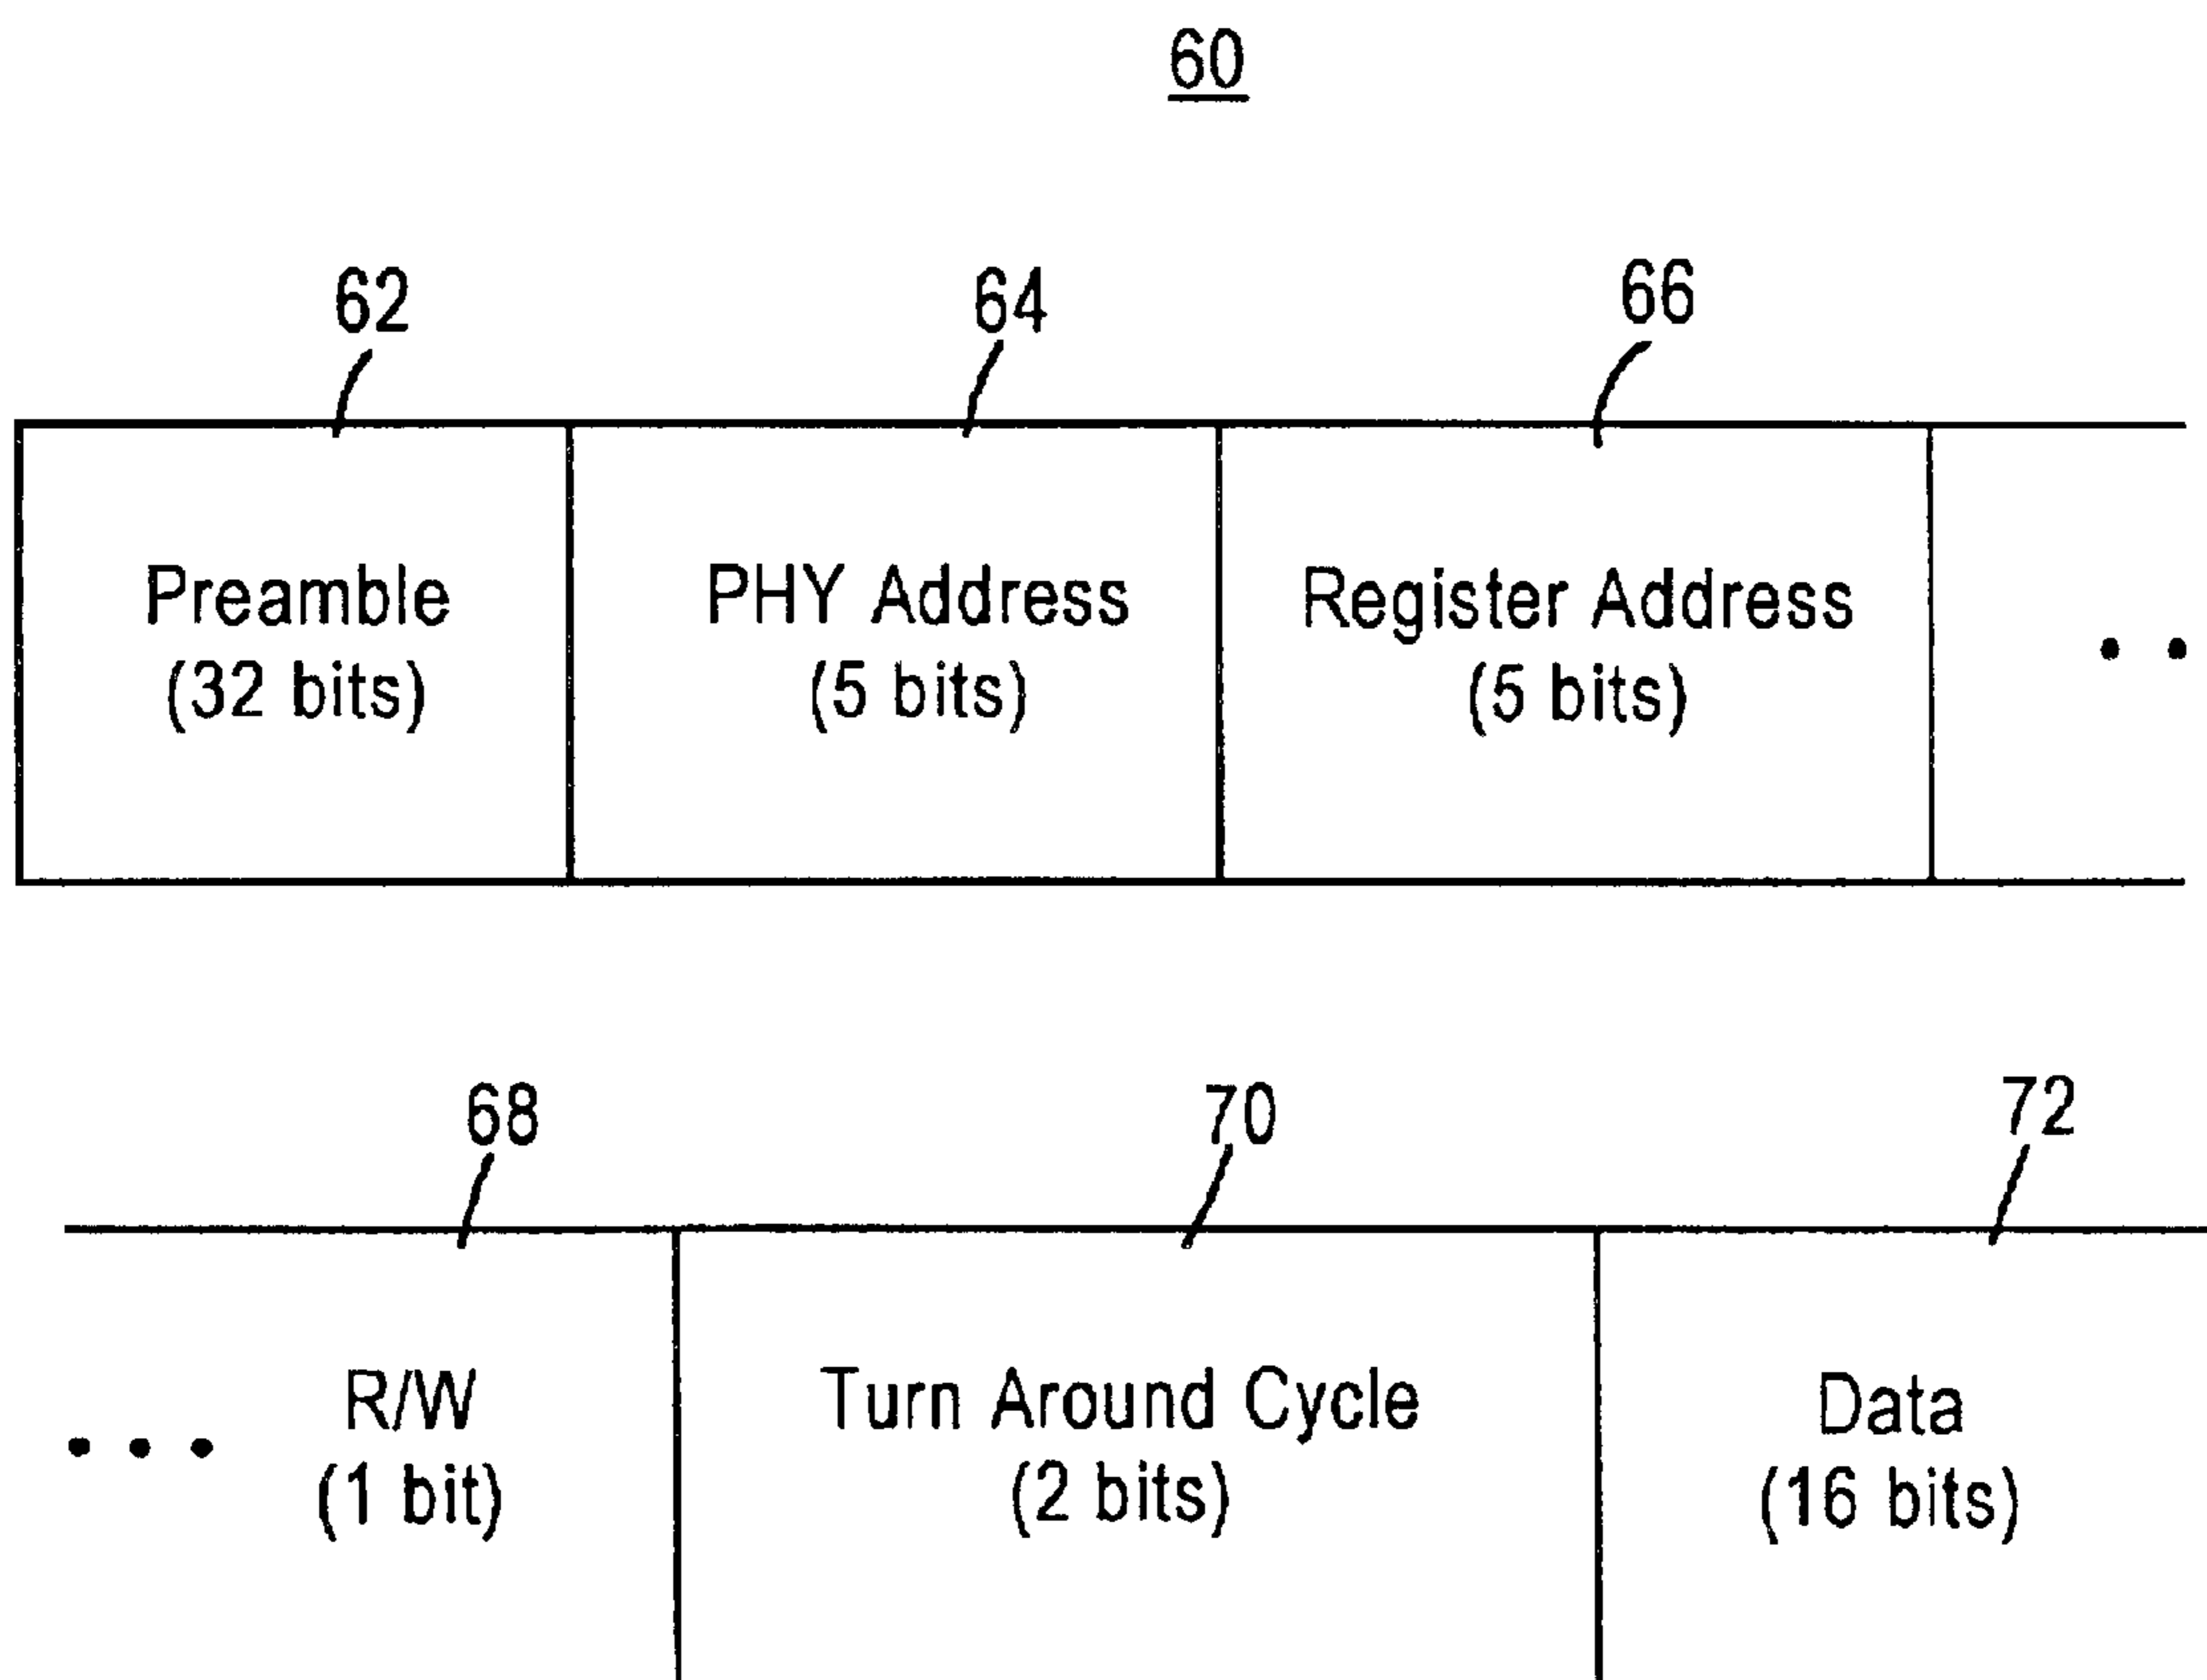 60
62 64 66
Preamble PHY Address Register Address
(32 bits) (5 bits) (5 bits)
68 70 72
R/W Turn Around Cycle Data
(1 bit) (2 bits) (16 bits)